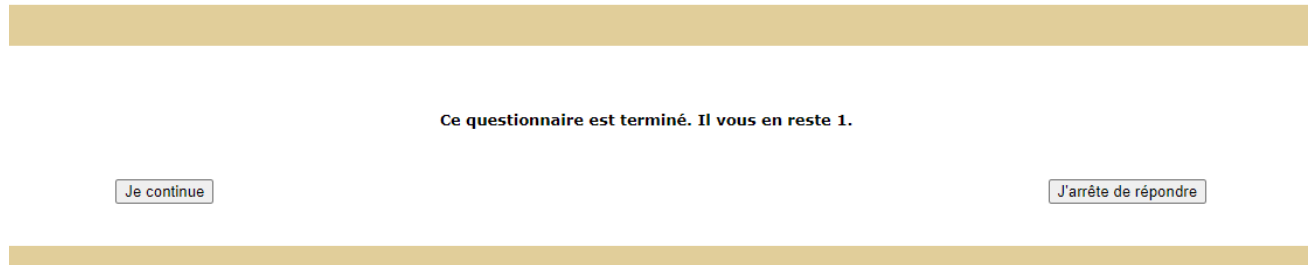 Ce questionnaire est terminé. Il vous en reste 1.
Je continue
J'arrête de répondre